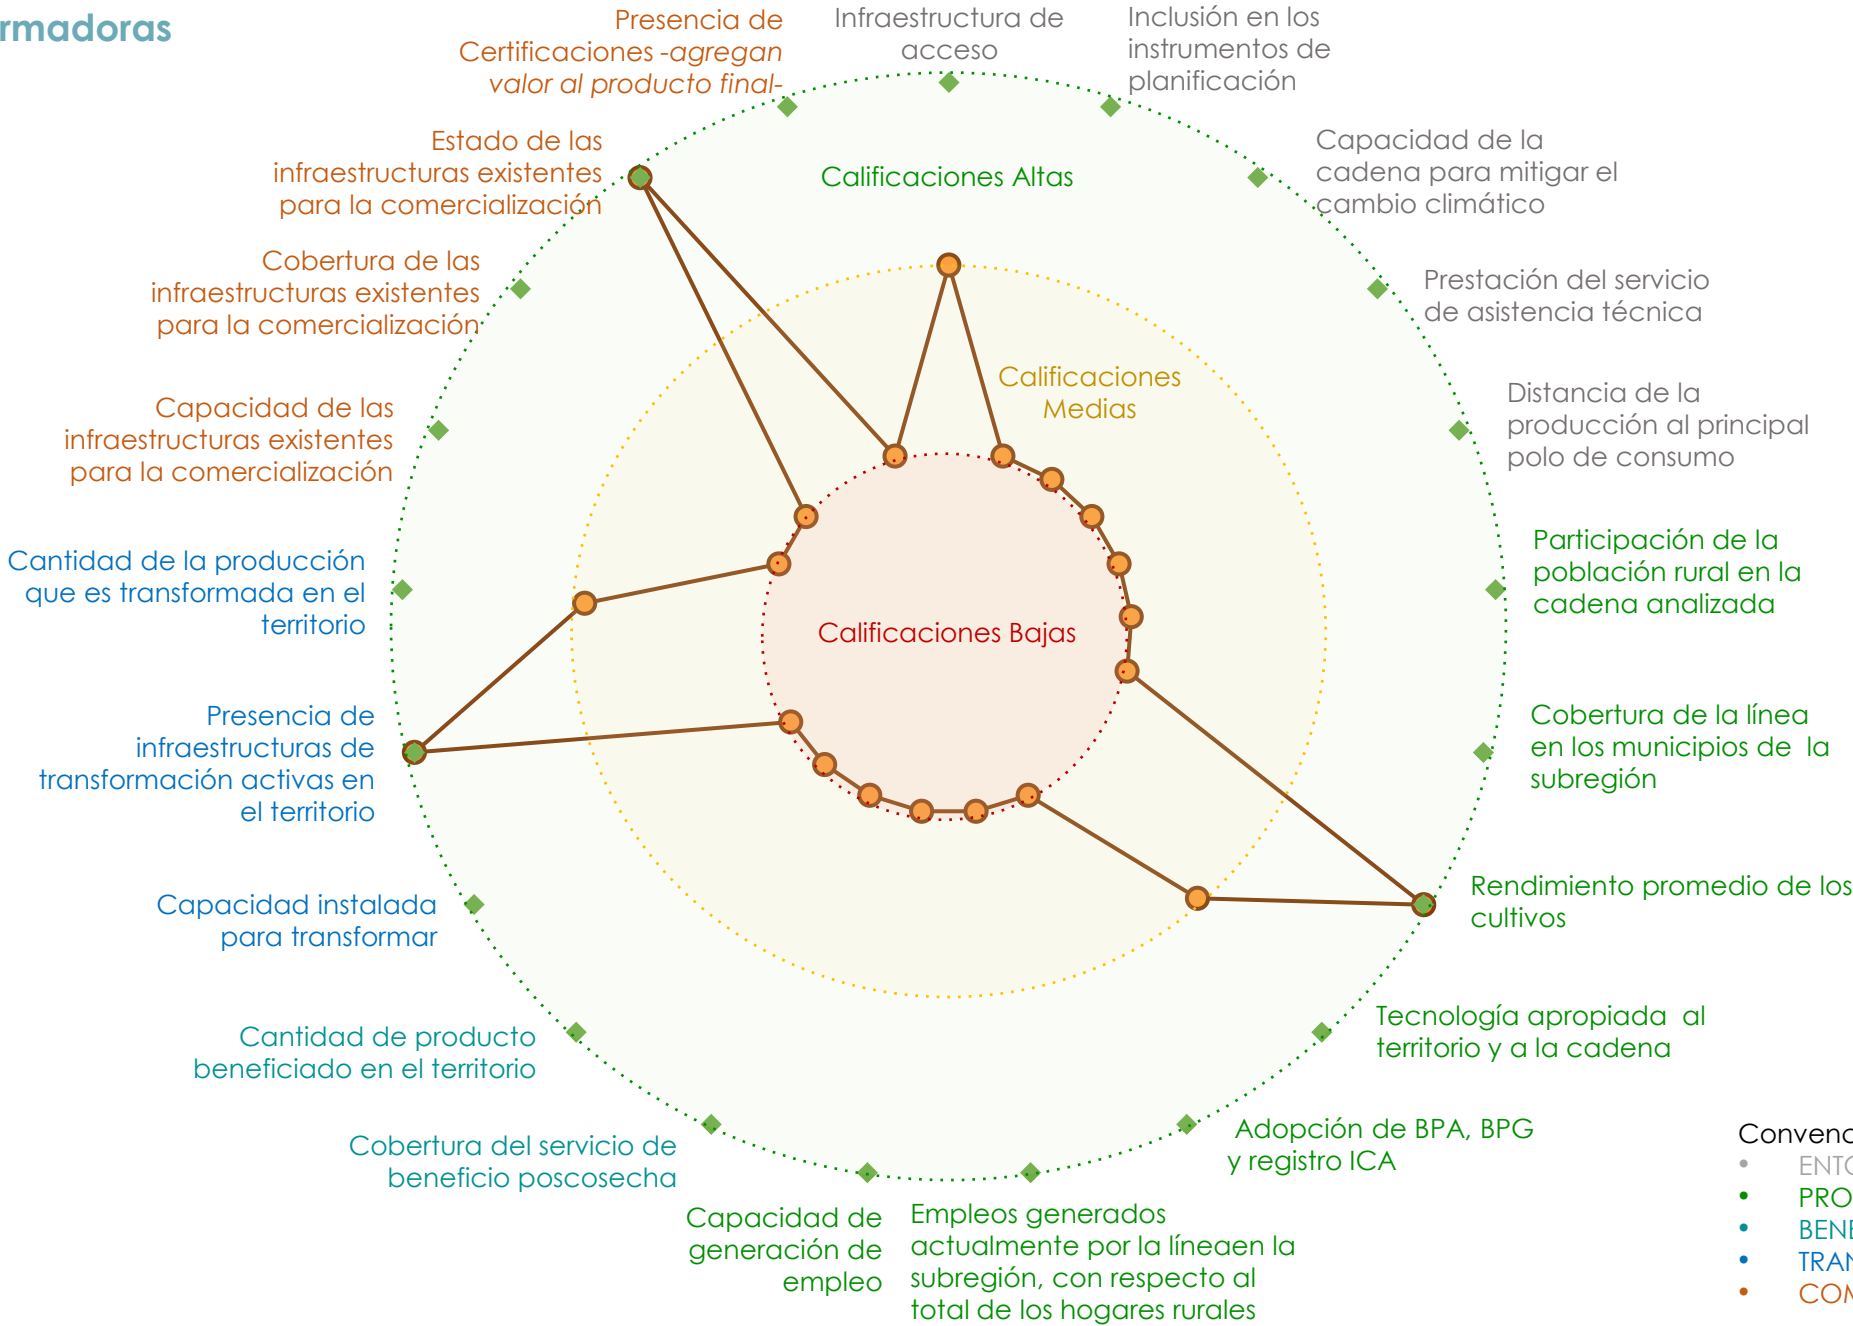 rmadoras
Presencia de
Certificaciones -agregan
valor al producto final-
Infraestructura de
acceso
Inclusión en los
instrumentos de
planificación
Estado de las
infraestructuras existentes
para la comercialización
Calificaciones Altas
Capacidad de la
cadena para mitigar el
cambio climático
Cobertura de las
infraestructuras existentes
para la comercialización
Prestación del servicio
de asistencia técnica
Calificaciones
Medias
Capacidad de las
infraestructuras existentes
para la comercialización
Distancia de la
producción al principal
polo de consumo
Cantidad de la producción
que es transformada en el
territorio
Participación de la
población rural en la
cadena analizada
Calificaciones Bajas
Presencia de
infraestructuras de
transformación activas en
el territorio
Cobertura de la línea
en los municipios de  la
subregión
Capacidad instalada
para transformar
Rendimiento promedio de los
cultivos
Cantidad de producto
beneficiado en el territorio
Tecnología apropiada  al
territorio y a la cadena
Cobertura del servicio de
beneficio poscosecha
Adopción de BPA, BPG
y registro ICA
Capacidad de
generación de
empleo
Empleos generados
actualmente por la líneaen la
subregión, con respecto al
total de los hogares rurales
Convenc
• ENTO
• PRO
• BENE
• TRAN
• COM